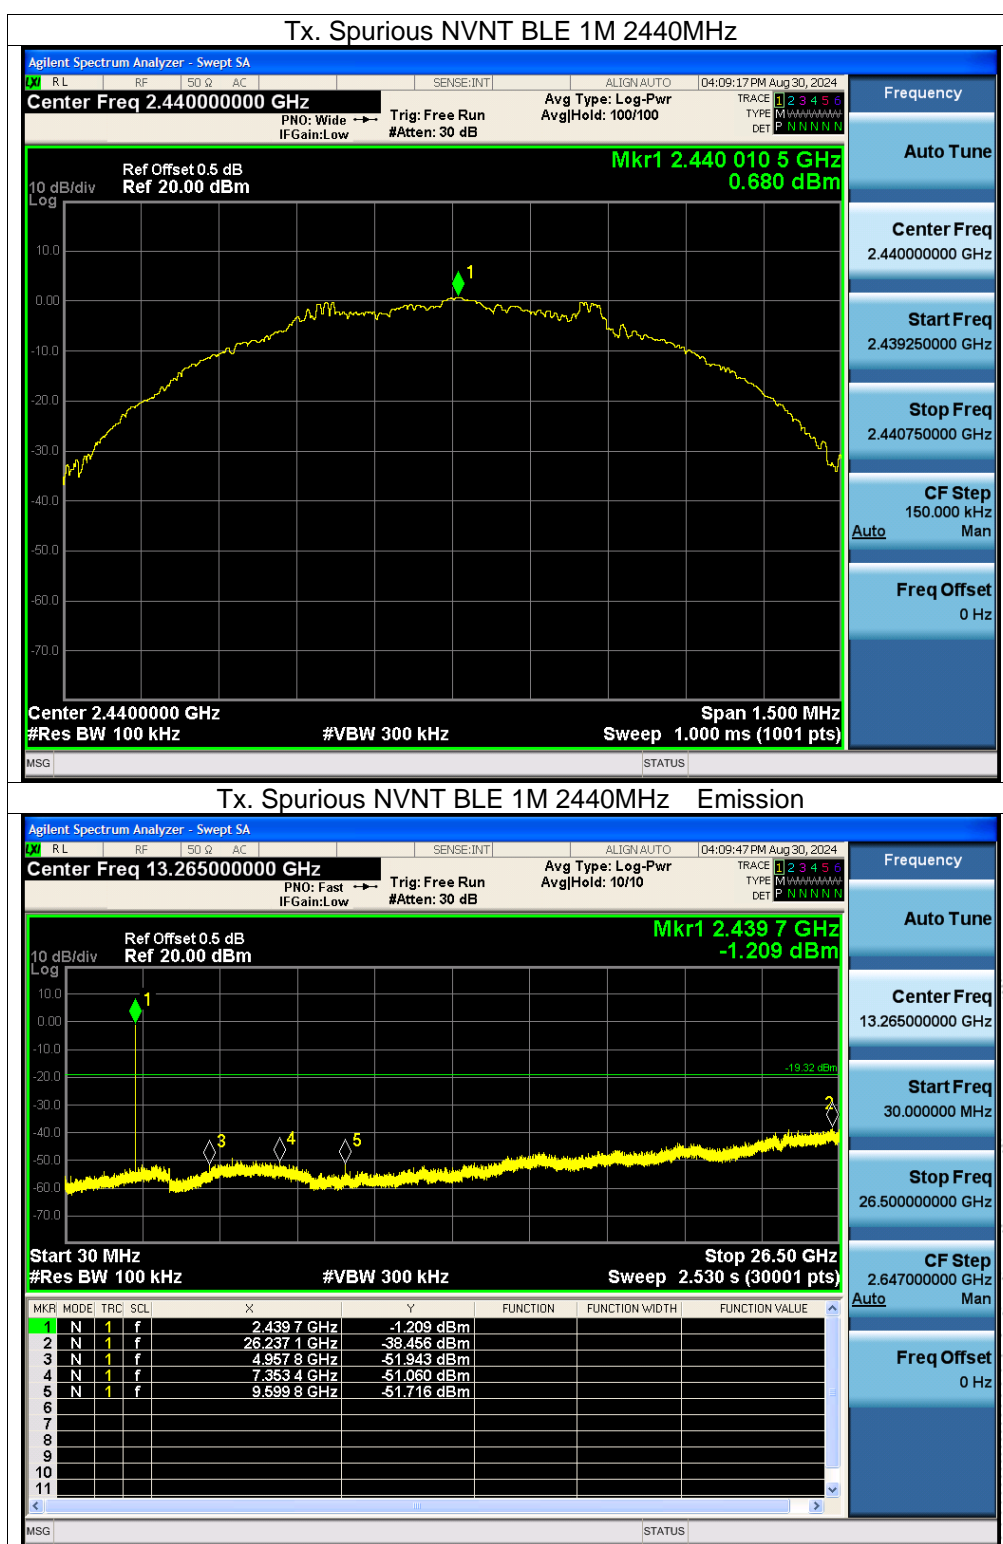 Tx. Spurious NVNT BLE 1M 2440MHz
Agilent Spectrum Analyzer - Swept SA
LXI RL RF 50 Ω AC SENSE:INT ALIGN AUTO 04:09:17 PM Aug 30, 2024
Center Freq 2.440000000 GHz
PNO: Wide
IFGain:Low
Trig: Free Run
#Atten: 30 dB
Avg Type: Log-Pwr
Avg|Hold: 100/100
TRACE 1 2 3 4 5 6
TYPE M
DET P N N N N N
Mkr1 2.440 010 5 GHz
0.680 dBm
Ref Offset 0.5 dB
10 dB/div Ref 20.00 dBm
Log
10.0
1
0.00
-10.0
-20.0
-30.0
-40.0
-50.0
-60.0
-70.0
Center 2.4400000 GHz Span 1.500 MHz
#Res BW 100 kHz #VBW 300 kHz Sweep 1.000 ms (1001 pts)
MSG STATUS
Frequency
Auto Tune
Center Freq
2.440000000 GHz
Start Freq
2.439250000 GHz
Stop Freq
2.440750000 GHz
CF Step
150.000 kHz
Auto Man
Freq Offset
0 Hz
Tx. Spurious NVNT BLE 1M 2440MHz Emission
Agilent Spectrum Analyzer - Swept SA
LXI RL RF 50 Ω AC SENSE:INT ALIGN AUTO 04:09:47 PM Aug 30, 2024
Center Freq 13.265000000 GHz
PNO: Fast
IFGain:Low
Trig: Free Run
#Atten: 30 dB
Avg Type: Log-Pwr
Avg|Hold: 10/10
TRACE 1 2 3 4 5 6
TYPE M
DET P N N N N N
Mkr1 2.439 7 GHz
-1.209 dBm
Ref Offset 0.5 dB
10 dB/div Ref 20.00 dBm
Log
10.0
1
0.00
-10.0
-19.32 dBm
-20.0
-30.0
2
-40.0
3 4 5
-50.0
-60.0
-70.0
Start 30 MHz Stop 26.50 GHz
#Res BW 100 kHz #VBW 300 kHz Sweep 2.530 s (30001 pts)
MKR MODE TRC SCL X Y FUNCTION FUNCTION WIDTH FUNCTION VALUE
1 N 1 f 2.439 7 GHz -1.209 dBm
2 N 1 f 26.237 1 GHz -38.456 dBm
3 N 1 f 4.957 8 GHz -51.943 dBm
4 N 1 f 7.353 4 GHz -51.060 dBm
5 N 1 f 9.599 8 GHz -51.716 dBm
6
7
8
9
10
11
MSG STATUS
Frequency
Auto Tune
Center Freq
13.265000000 GHz
Start Freq
30.000000 MHz
Stop Freq
26.500000000 GHz
CF Step
2.647000000 GHz
Auto Man
Freq Offset
0 Hz